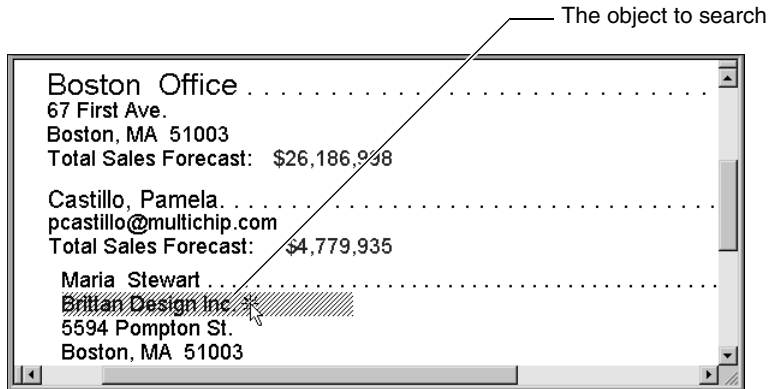 The object to search
Boston Office . . . . . . . . . . . . . . . . . . . . . . . . . . . . . . . .
67 First Ave.
Boston, MA 51003
Total Sales Forecast: $26,186,998
Castillo, Pamela. . . . . . . . . . . . . . . . . . . . . . . . . . . . . . . . . .
pcastillo@multichip.com
Total Sales Forecast: $4,779,935
Maria Stewart . . . . . . . . . . . . . . . . . . . . . . . . . . . . . . . . . . .
Brittan Design Inc.
5594 Pompton St.
Boston, MA 51003